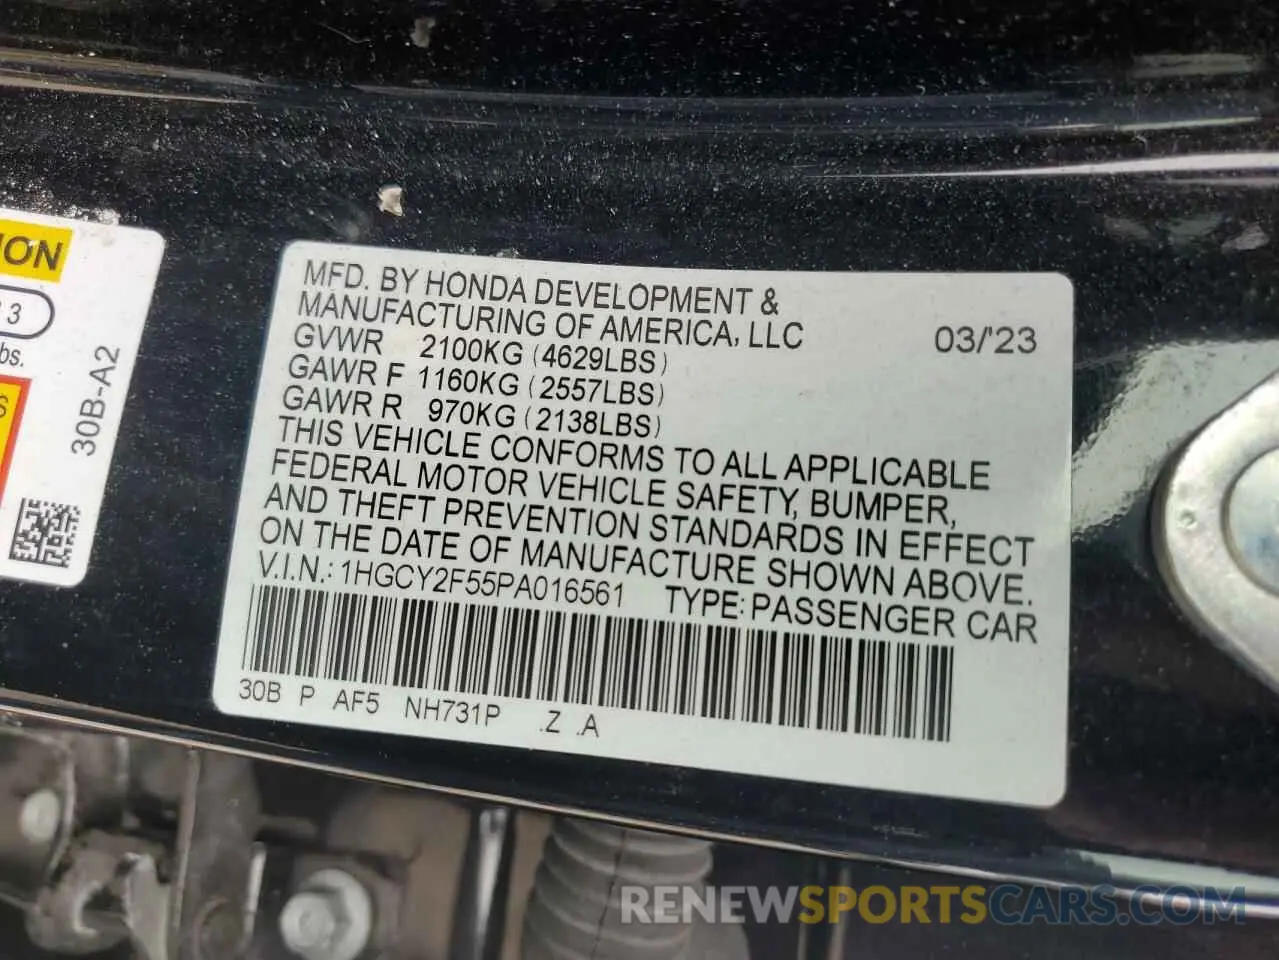 ION
3
bs.
S
30B-A2
MFD. BY HONDA DEVELOPMENT &
MANUFACTURING OF AMERICA, LLC
03/'23
GVWR 2100KG (4629LBS)
GAWR F 1160KG (2557LBS)
GAWR R 970KG (2138LBS)
THIS VEHICLE CONFORMS TO ALL APPLICABLE
FEDERAL MOTOR VEHICLE SAFETY, BUMPER,
AND THEFT PREVENTION STANDARDS IN EFFECT
ON THE DATE OF MANUFACTURE SHOWN ABOVE.
V.I.N.: 1HGCY2F55PA016561 TYPE: PASSENGER CAR
30B P AF5 NH731P .Z .A
RENEWSPORTSCARS.COM